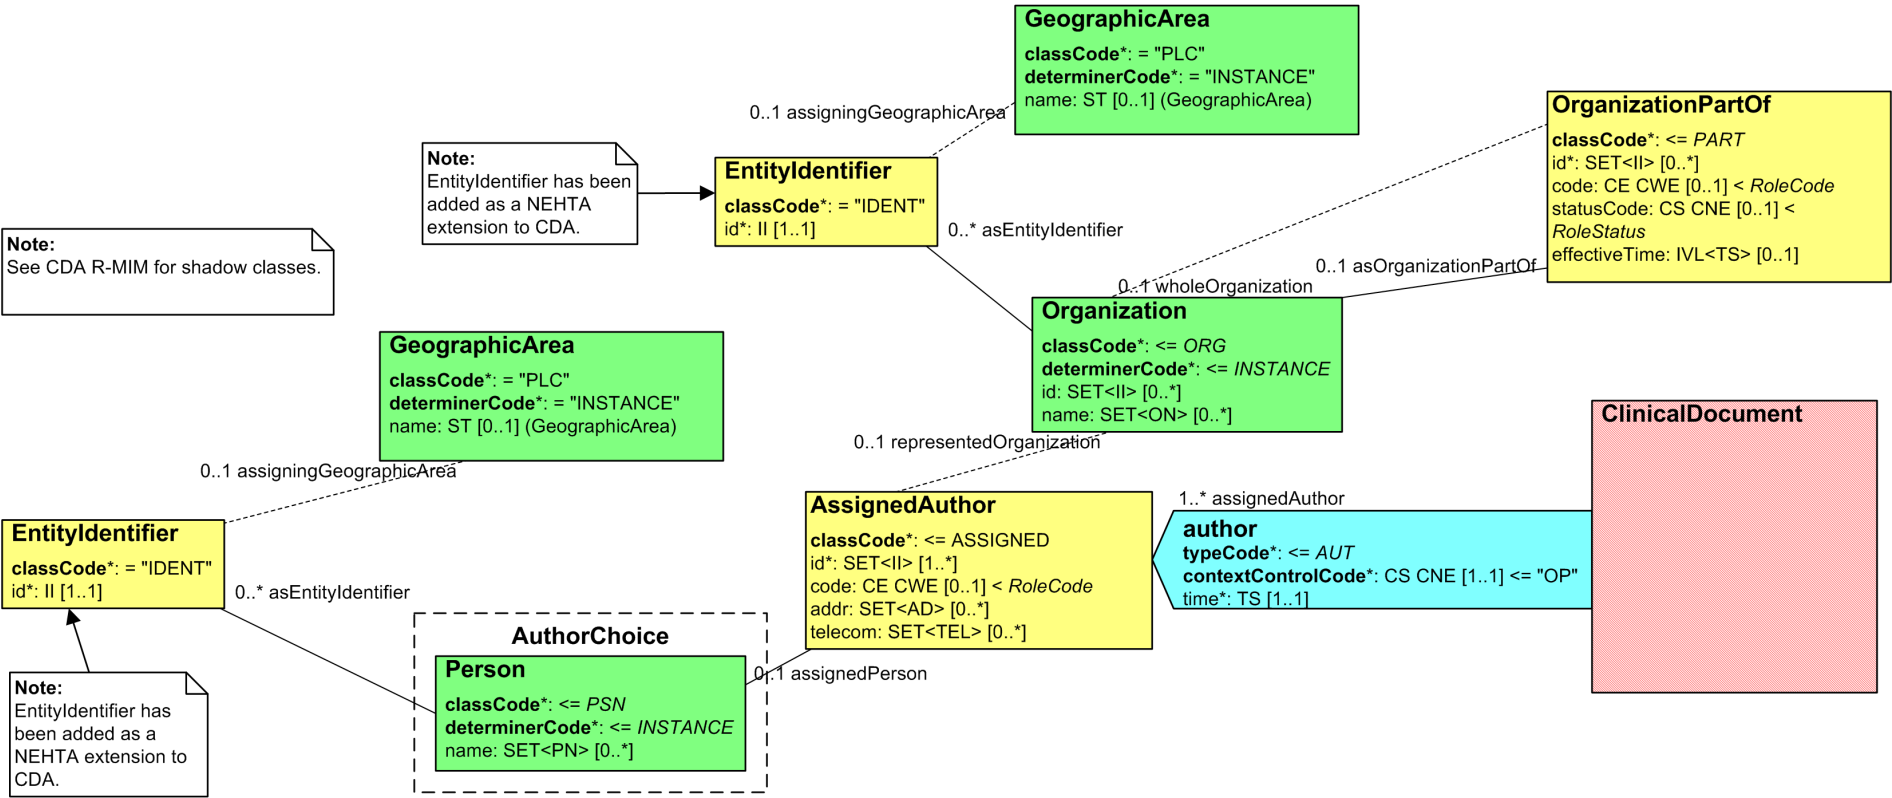 GeographicArea
classCode*: = "PLC"
determinerCode*: = "INSTANCE"
name: ST [0..1] (GeographicArea)
0..1 assigningGeographicArea
OrganizationPartOf
classCode*: <= PART
id*: SET<II> [0..*]
code: CE CWE [0..1] < RoleCode
statusCode: CS CNE [0..1] <
RoleStatus
effectiveTime: IVL<TS> [0..1]
Note:
EntityIdentifier has been
added as a NEHTA
extension to CDA.
EntityIdentifier
classCode*: = "IDENT"
id*: II [1..1]
0..* asEntityIdentifier
Note:
See CDA R-MIM for shadow classes.
0..1 asOrganizationPartOf
0..1 wholeOrganization
Organization
classCode*: <= ORG
determinerCode*: <= INSTANCE
id: SET<II> [0..*]
name: SET<ON> [0..*]
GeographicArea
classCode*: = "PLC"
determinerCode*: = "INSTANCE"
name: ST [0..1] (GeographicArea)
0..1 assigningGeographicArea
0..1 representedOrganization
ClinicalDocument
AssignedAuthor
classCode*: <= ASSIGNED
id*: SET<II> [1..*]
code: CE CWE [0..1] < RoleCode
addr: SET<AD> [0..*]
telecom: SET<TEL> [0..*]
1..* assignedAuthor
author
typeCode*: <= AUT
contextControlCode*: CS CNE [1..1] <= "OP"
time*: TS [1..1]
EntityIdentifier
classCode*: = "IDENT"
id*: II [1..1]
0..* asEntityIdentifier
AuthorChoice
Person
classCode*: <= PSN
determinerCode*: <= INSTANCE
name: SET<PN> [0..*]
0..1 assignedPerson
Note:
EntityIdentifier has
been added as a
NEHTA extension to
CDA.